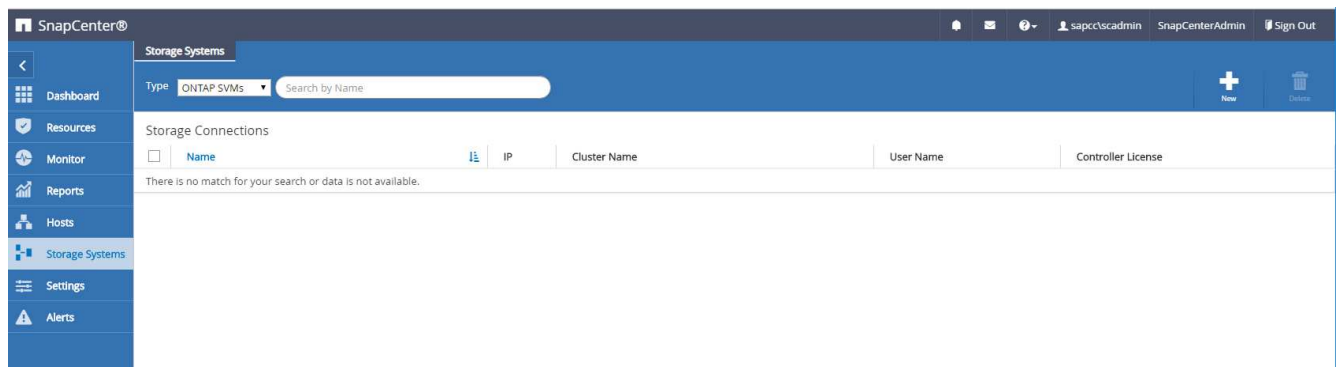 SnapCenter®
sapcc\scadmin SnapCenterAdmin Sign Out
Storage Systems
Type ONTAP SVMs Search by Name
New Delete
Dashboard
Resources
Monitor
Reports
Hosts
Storage Systems
Settings
Alerts
Storage Connections
Name IP Cluster Name User Name Controller License
There is no match for your search or data is not available.